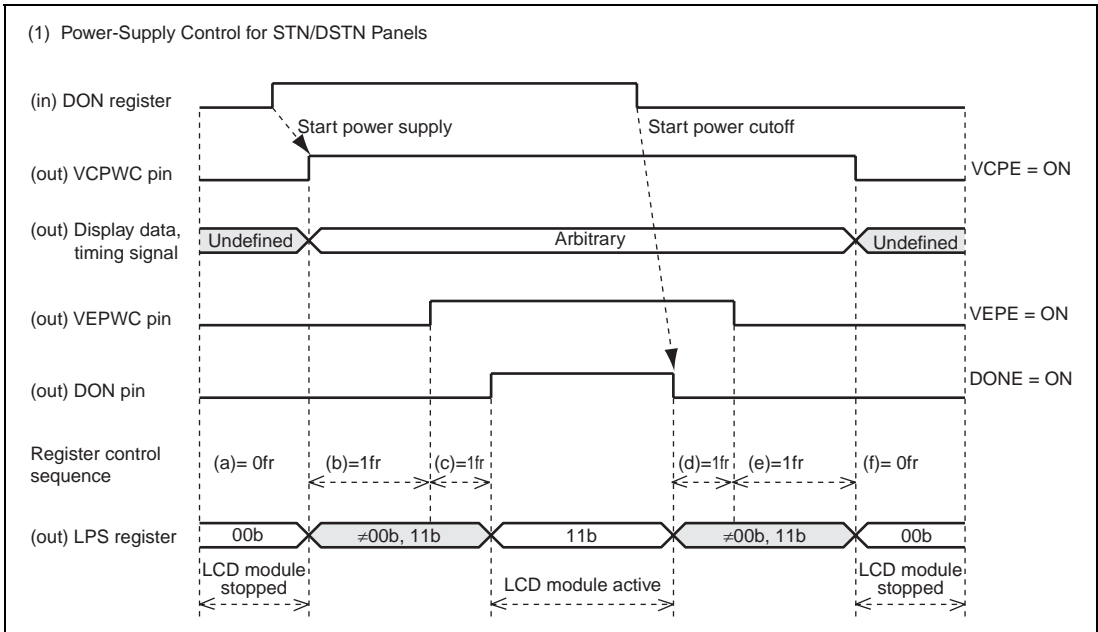 (1) Power-Supply Control for STN/DSTN Panels
(in) DON register
Start power supply
Start power cutoff
(out) VCPWC pin
VCPE = ON
(out) Display data,
timing signal
Undefined
Arbitrary
Undefined
(out) VEPWC pin
VEPE = ON
(out) DON pin
DONE = ON
Register control
sequence
(a)= 0fr
(b)=1fr
(c)=1fr
(d)=1fr
(e)=1fr
(f)= 0fr
(out) LPS register
00b
≠00b, 11b
11b
≠00b, 11b
00b
LCD module
stopped
LCD module active
LCD module
stopped